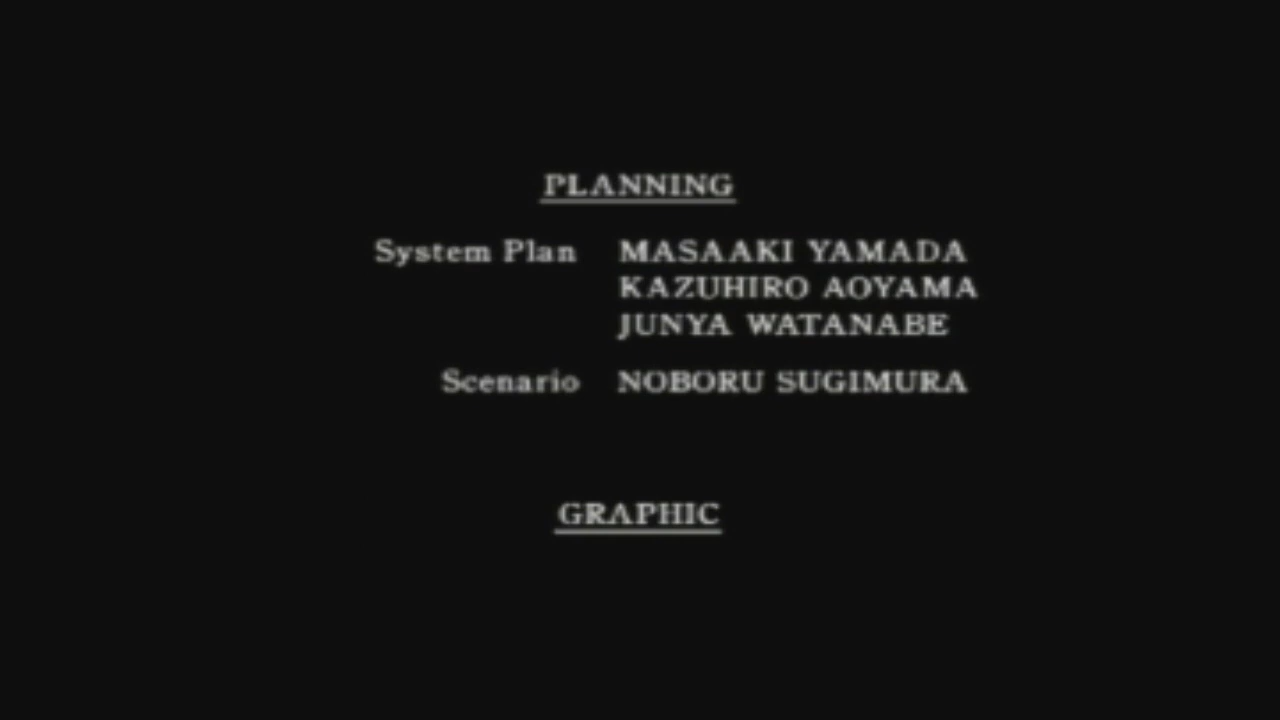 PLANNING
System Plan MASAAKI YAMADA
KAZUHIRO AOYAMA
JUNYA WATANABE
Scenario NOBORU SUGIMURA
GRAPHIC